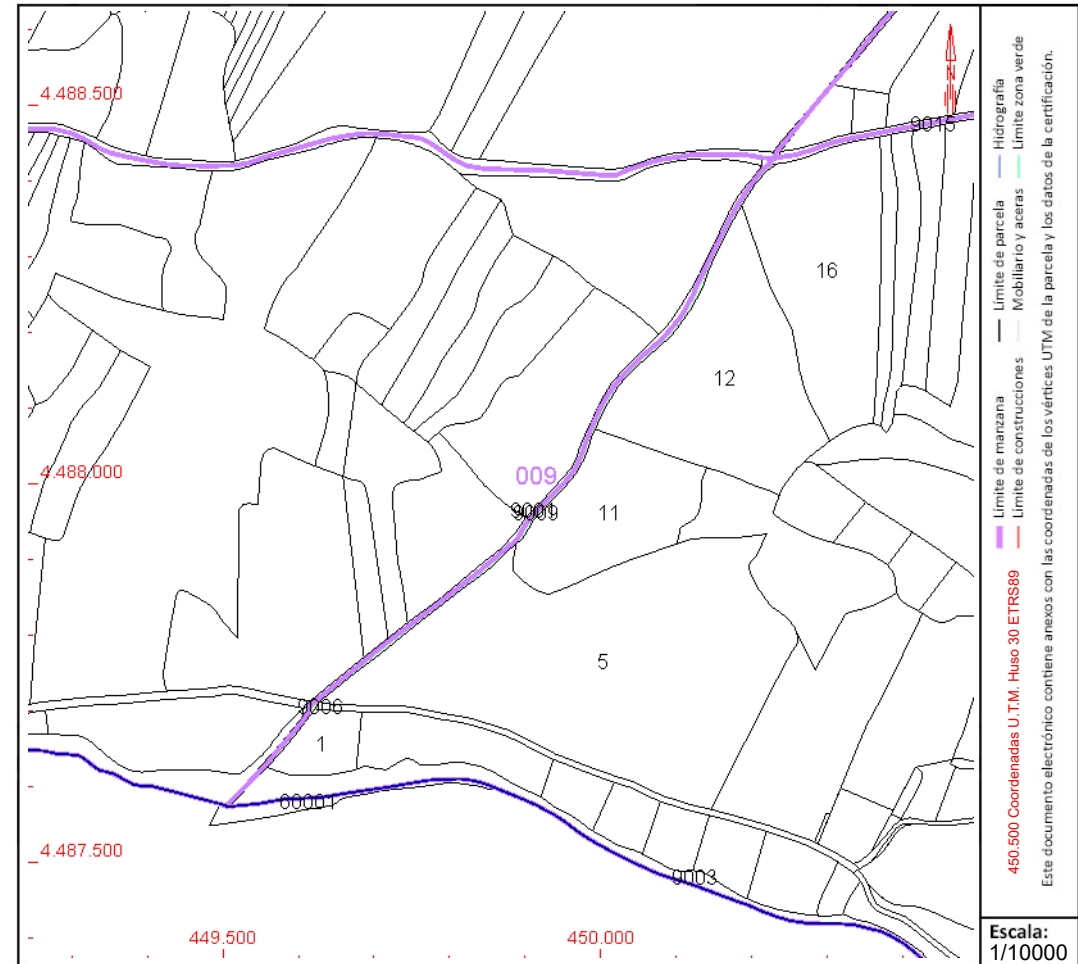 4.488.500
9013
16
12
4.488.000
009
9009
11
5
9006
1
60001
4.487.500
9003
449.500
450.000
Límite de manzana
Límite de parcela
Hidrografía
450.500 Coordenadas U.T.M. Huso 30 ETRS89
Límite de construcciones
Mobiliario y aceras
Límite zona verde
Este documento electrónico contiene anexos con las coordenadas de los vértices UTM de la parcela y los datos de la certificación.
Escala:
1/10000